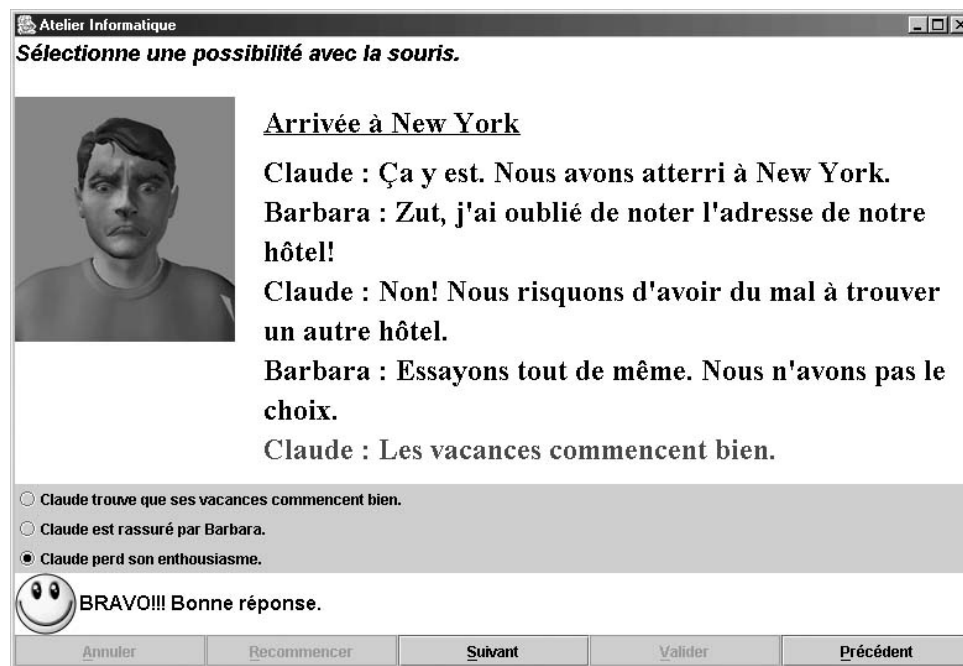 Atelier Informatique
Sélectionne une possibilité avec la souris.
Arrivée à New York
Claude : Ça y est. Nous avons atterri à New York.
Barbara : Zut, j'ai oublié de noter l'adresse de notre
hôtel!
Claude : Non! Nous risquons d'avoir du mal à trouver
un autre hôtel.
Barbara : Essayons tout de même. Nous n'avons pas le
choix.
Claude : Les vacances commencent bien.
Claude trouve que ses vacances commencent bien.
Claude est rassuré par Barbara.
Claude perd son enthousiasme.
BRAVO!!! Bonne réponse.
Annuler Recommencer Suivant Valider Précédent